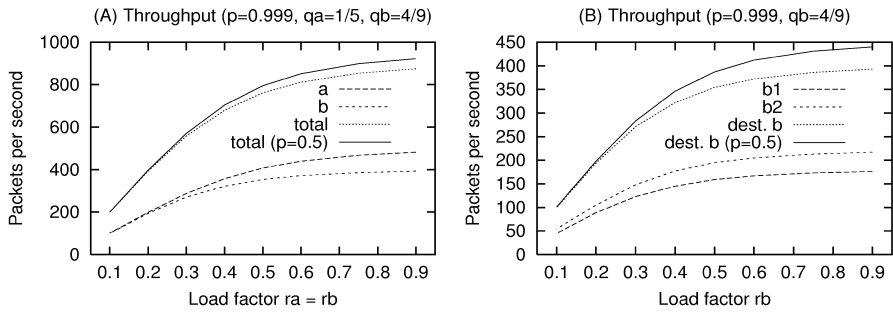 (A) Throughput (p=0.999, qa=1/5, qb=4/9)
1000
800
600
400
200
0
Packets per second
a
b
total
total (p=0.5)
0.1 0.2 0.3 0.4 0.5 0.6 0.7 0.8 0.9
Load factor ra = rb
(B) Throughput (p=0.999, qb=4/9)
450
400
350
300
250
200
150
100
50
0
Packets per second
b1
b2
dest. b
dest. b (p=0.5)
0.1 0.2 0.3 0.4 0.5 0.6 0.7 0.8 0.9
Load factor rb